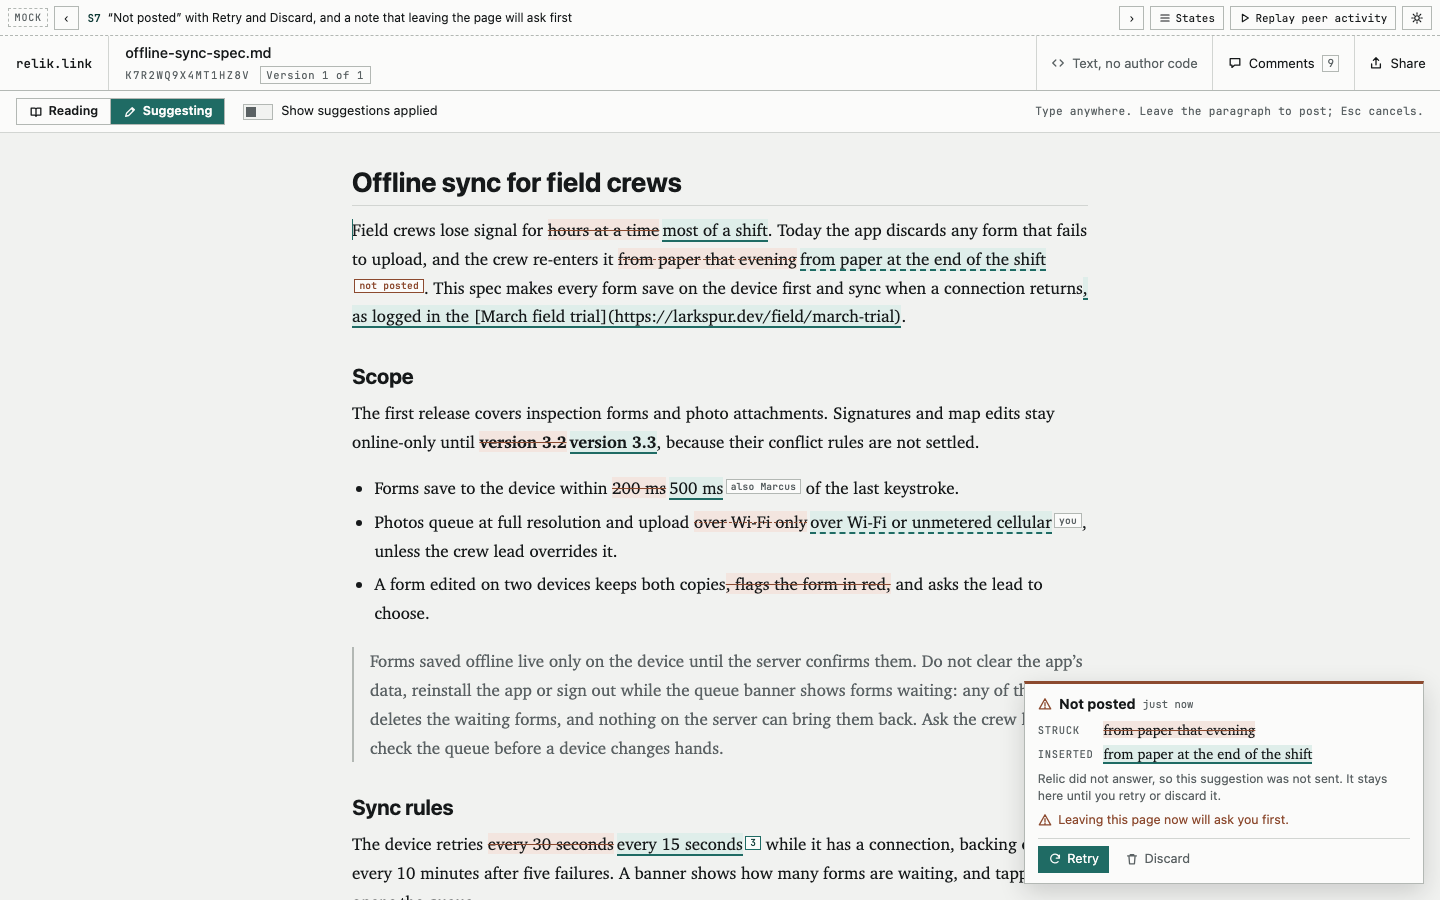 MOCK ‹ S7 “Not posted” with Retry and Discard, and a note that leaving the page will ask first › States Replay peer activity
relik.link
offline-sync-spec.md
K7R2WQ9X4MT1HZ8V Version 1 of 1
Text, no author code Comments 9 Share
Reading Suggesting Show suggestions applied Type anywhere. Leave the paragraph to post; Esc cancels.
Offline sync for field crews
Field crews lose signal for hours at a time most of a shift. Today the app discards any form that fails
to upload, and the crew re-enters it from paper that evening from paper at the end of the shift
not posted. This spec makes every form save on the device first and sync when a connection returns,
as logged in the [March field trial](https://larkspur.dev/field/march-trial).
Scope
The first release covers inspection forms and photo attachments. Signatures and map edits stay
online-only until version 3.2 version 3.3, because their conflict rules are not settled.
• Forms save to the device within 200 ms 500 ms also Marcus of the last keystroke.
• Photos queue at full resolution and upload over Wi-Fi only over Wi-Fi or unmetered cellular you,
unless the crew lead overrides it.
• A form edited on two devices keeps both copies, flags the form in red, and asks the lead to
choose.
Forms saved offline live only on the device until the server confirms them. Do not clear the app’s
data, reinstall the app or sign out while the queue banner shows forms waiting: any of
deletes the waiting forms, and nothing on the server can bring them back. Ask the crew
check the queue before a device changes hands.
Sync rules
The device retries every 30 seconds every 15 seconds 3 while it has a connection, backing
every 10 minutes after five failures. A banner shows how many forms are waiting, and
Not posted just now
STRUCK from paper that evening
INSERTED from paper at the end of the shift
Relic did not answer, so this suggestion was not sent. It stays
here until you retry or discard it.
Leaving this page now will ask you first.
Retry Discard